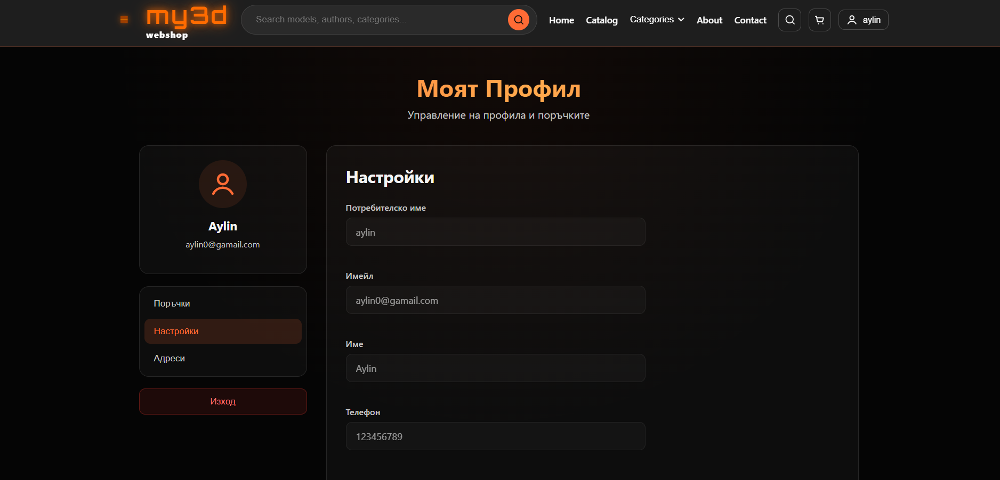 my3d
webshop
Search models, authors, categories...
Home
Catalog
Categories
About
Contact
aylin
Моят Профил
Управление на профила и поръчките
Aylin
aylin0@gamail.com
Поръчки
Настройки
Адреси
Изход
Настройки
Потребителско име
aylin
Имейл
aylin0@gamail.com
Име
Aylin
Телефон
123456789